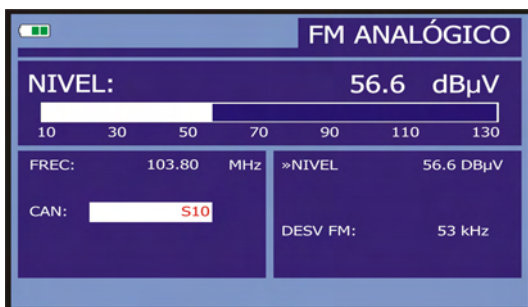 FM ANALÓGICO
NIVEL: 56.6 dBµV
10 30 50 70 90 110 130
FREC: 103.80 MHz
CAN: S10
»NIVEL 56.6 DBµV
DESV FM: 53 kHz